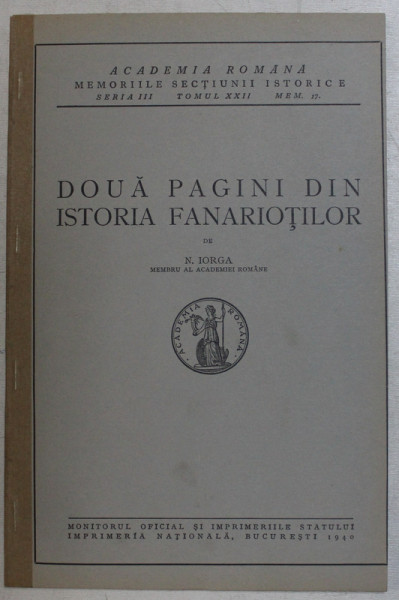 ACADEMIA ROMÂNĂ
MEMORIILE SECŢIUNII ISTORICE
SERIA III TOMUL XXII MEM. 37.
DOUĂ PAGINI DIN
ISTORIA FANARIOŢILOR
DE
N. IORGA
MEMBRU AL ACADEMIEI ROMÂNE
ACADEMIA ROMÂNĂ
MONITORUL OFICIAL ŞI IMPRIMERIILE STATULUI
IMPRIMERIA NAŢIONALĂ, BUCUREŞTI 1940